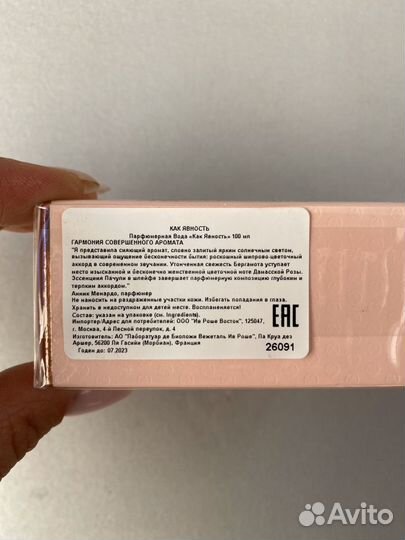 КАК ЯВНОСТЬ
Парфюмерная Вода «Как Явность» 100 мл
ГАРМОНИЯ СОВЕРШЕННОГО АРОМАТА
"Я представила сияющий аромат, словно залитый ярким солнечным светом,
вызывающий ощущение бесконечности бытия: роскошный шипрово-цветочный
аккорд в современном звучании. Утонченная свежесть Бергамота уступает
место изысканной и бесконечно женственной цветочной ноте Дамасской Розы.
Эссенция Пачули в шлейфе завершает парфюмерную композицию глубоким и
терпким аккордом."
Анник Менардо, парфюмер
Не наносить на раздраженные участки кожи. Избегать попадания в глаза.
Хранить в недоступном для детей месте. Воспламеняется!
Состав: указан на упаковке (см. Ingredients).
Импортер/Адрес для потребителей: ООО "Ив Роше Восток", 125047,
г. Москва, 4-й Лесной переулок, д. 4
Изготовитель: АО "Лаборатуар де Биоложи Вежеталь Ив Роше", Ла Круа дез
Аршер, 56200 Ля Гасийи (Морбиан), Франция
Годен до: 07.2023
EAC
26091
Avito